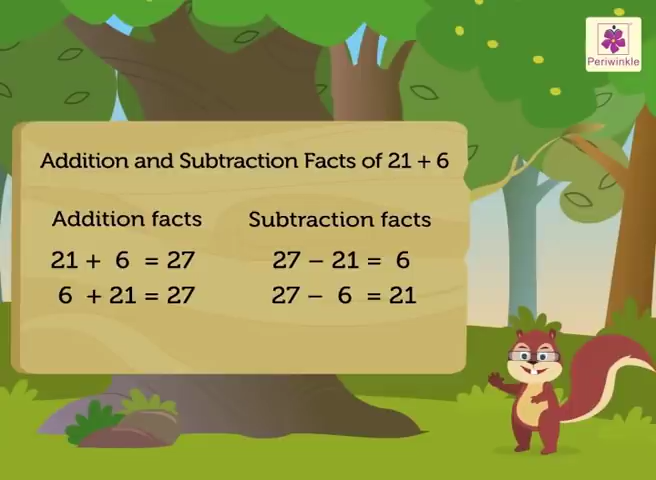 Periwinkle
Addition and Subtraction Facts of 21 + 6
Addition facts Subtraction facts
21 + 6 = 27 27 – 21 = 6
6 + 21 = 27 27 – 6 = 21